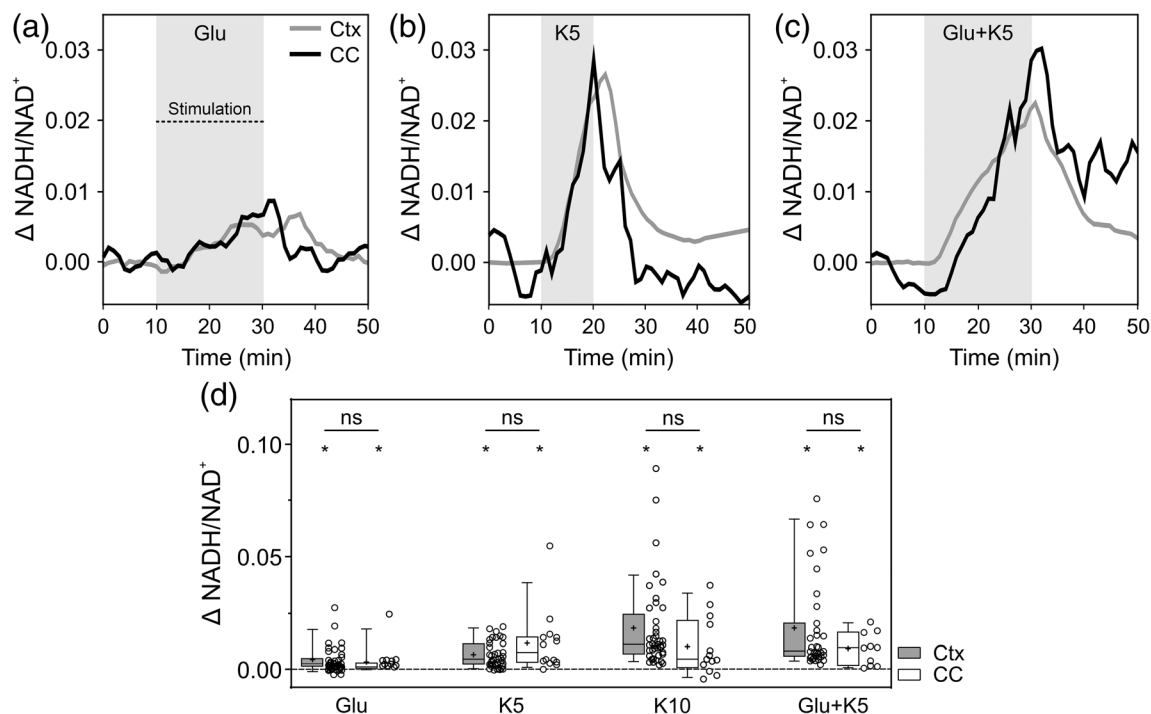 (a) (b) (c)
Glu Ctx CC K5 Glu+K5
Stimulation
Δ NADH/NAD+ Δ NADH/NAD+ Δ NADH/NAD+
0.03 0.03 0.03
0.02 0.02 0.02
0.01 0.01 0.01
0.00 0.00 0.00
0 10 20 30 40 50 0 10 20 30 40 50 0 10 20 30 40 50
Time (min) Time (min) Time (min)
(d)
ns ns ns ns
* * * * * * * *
Δ NADH/NAD+
0.10
0.05
0.00
Ctx
CC
Glu K5 K10 Glu+K5